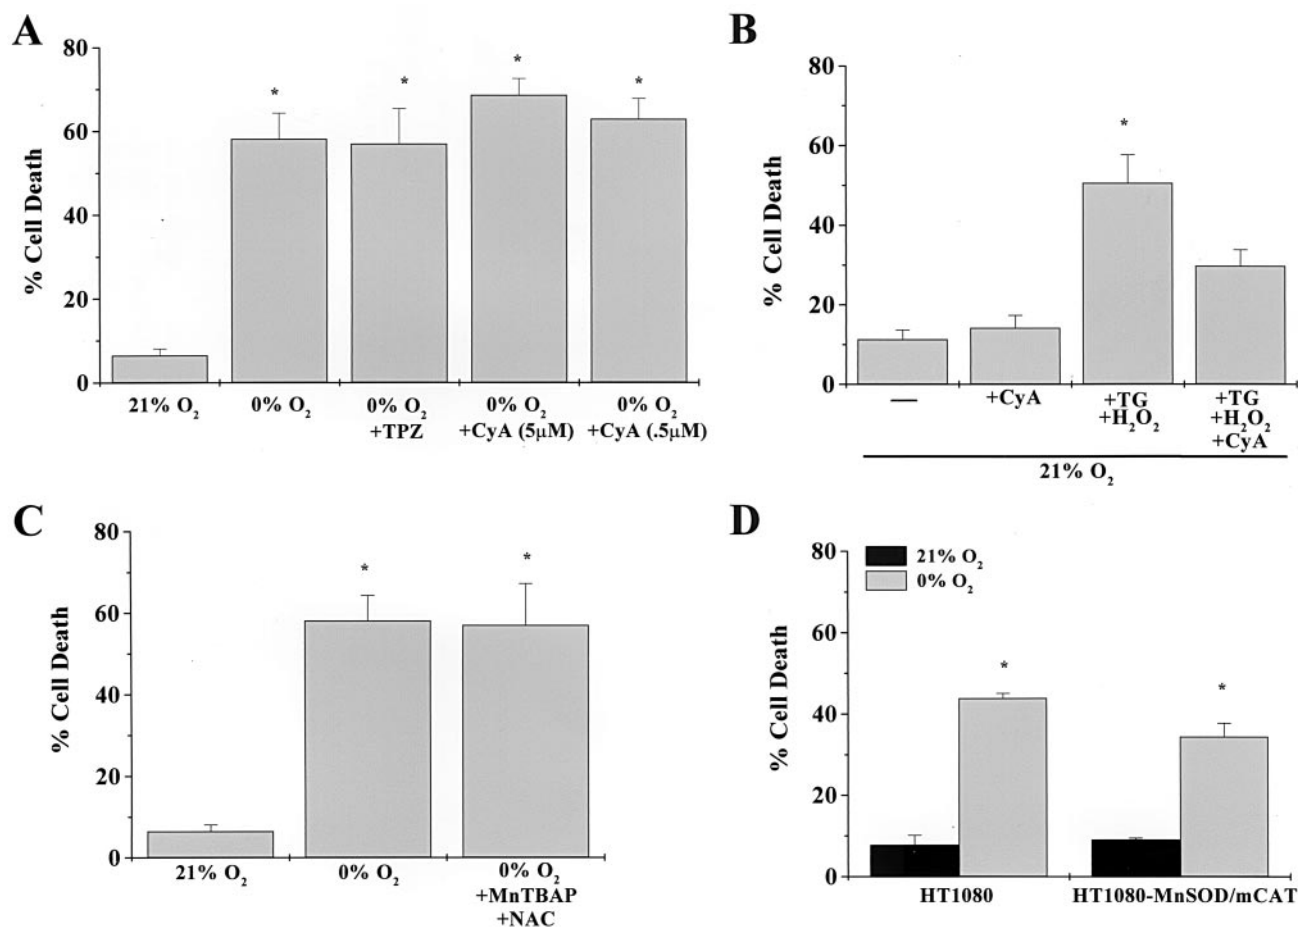 A
80
60
40
20
0
% Cell Death
*
*
*
*
21% O2
0% O2
0% O2
0% O2
0% O2
+TPZ
+CyA (5μM)
+CyA (.5μM)
B
80
60
40
20
0
% Cell Death
*
—
+CyA
+TG
+TG
+H2O2
+H2O2
+CyA
21% O2
C
80
60
40
20
0
% Cell Death
*
*
21% O2
0% O2
0% O2
+MnTBAP
+NAC
D
80
60
40
20
0
% Cell Death
21% O2
0% O2
*
*
HT1080
HT1080-MnSOD/mCAT